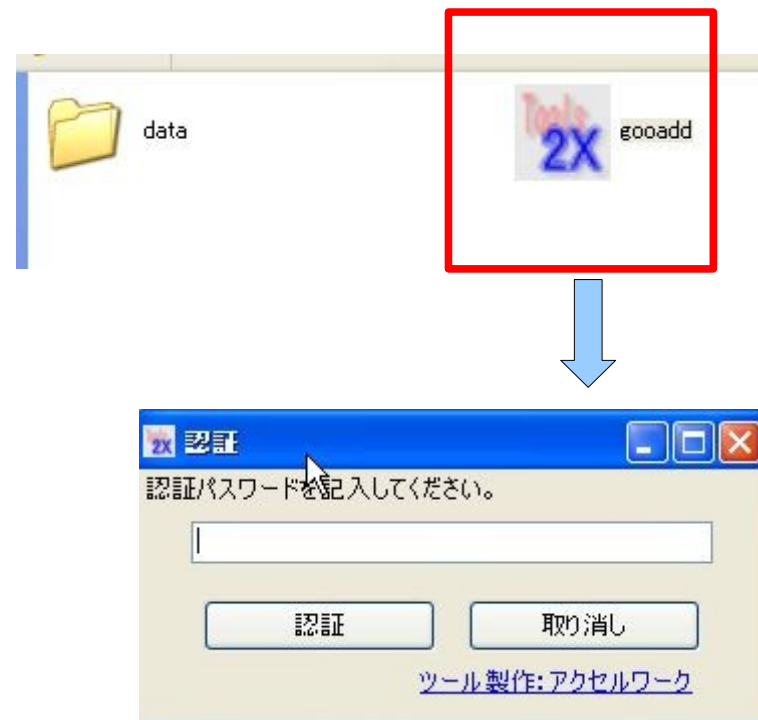 data
Tools
2X
gooadd
2X 認証
認証パスワードを記入してください。
認証
取り消し
ツール製作:アクセルワーク